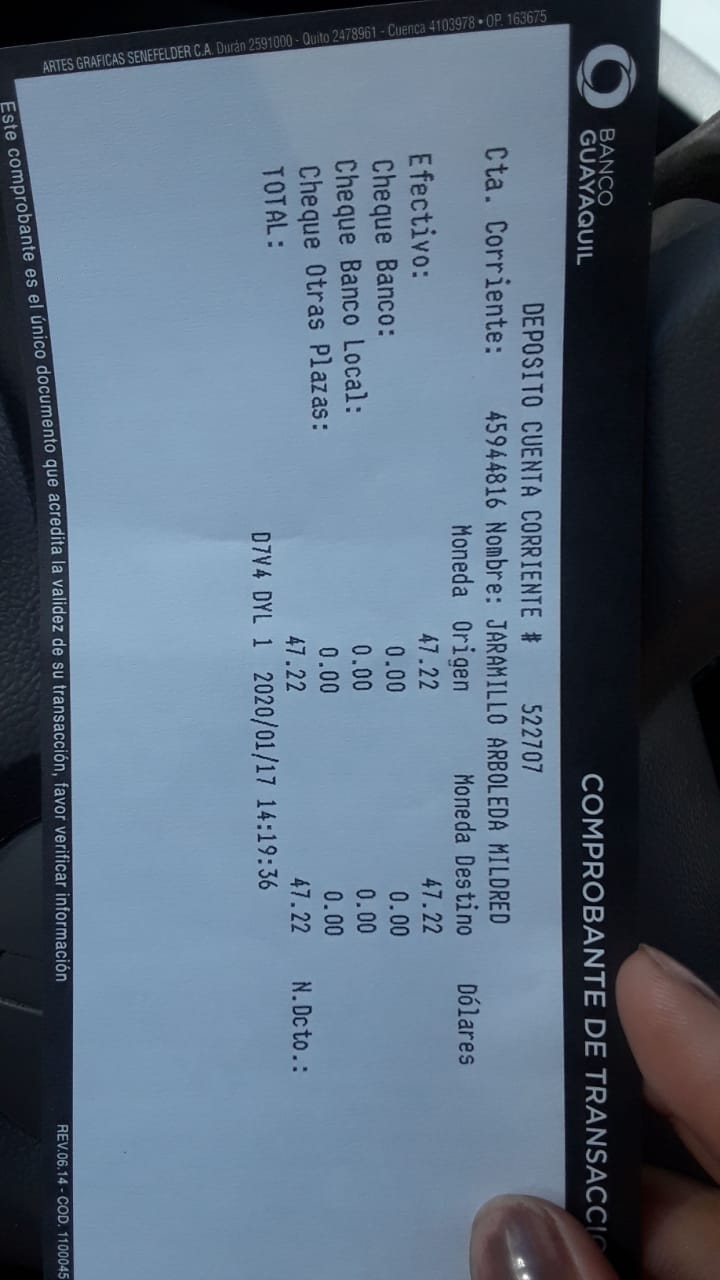 BANCO
GUAYAQUIL
COMPROBANTE DE TRANSACCIO
DEPOSITO CUENTA CORRIENTE # 522707
Cta. Corriente: 45944816 Nombre: JARAMILLO ARBOLEDA MILDRED
Moneda Origen Moneda Destino Dólares
Efectivo: 47.22 47.22
Cheque Banco: 0.00 0.00
Cheque Banco Local: 0.00 0.00
Cheque Otras Plazas: 0.00 0.00
TOTAL: 47.22 47.22 N.Dcto.:
D7V4 DYL 1 2020/01/17 14:19:36
ARTES GRAFICAS SENEFELDER C.A. Durán 2591000 - Quito 2478961 - Cuenca 4103978 • OP. 163675
Este comprobante es el único documento que acredita la validez de su transacción, favor verificar información
REV.06.14 - COD. 1100045